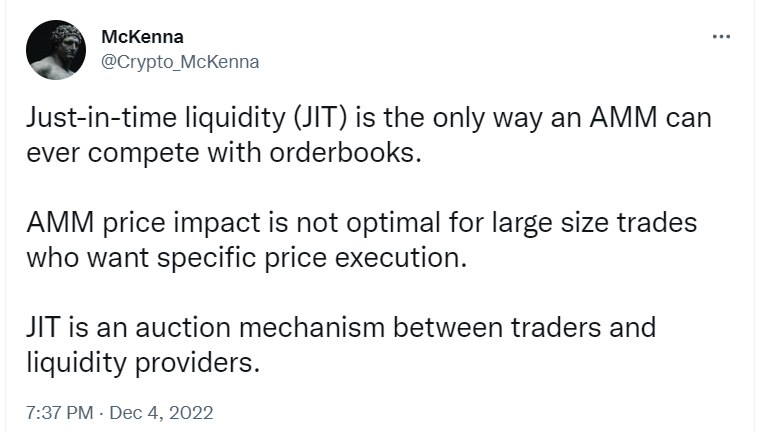 McKenna
@Crypto_McKenna
Just-in-time liquidity (JIT) is the only way an AMM can
ever compete with orderbooks.
AMM price impact is not optimal for large size trades
who want specific price execution.
JIT is an auction mechanism between traders and
liquidity providers.
7:37 PM · Dec 4, 2022